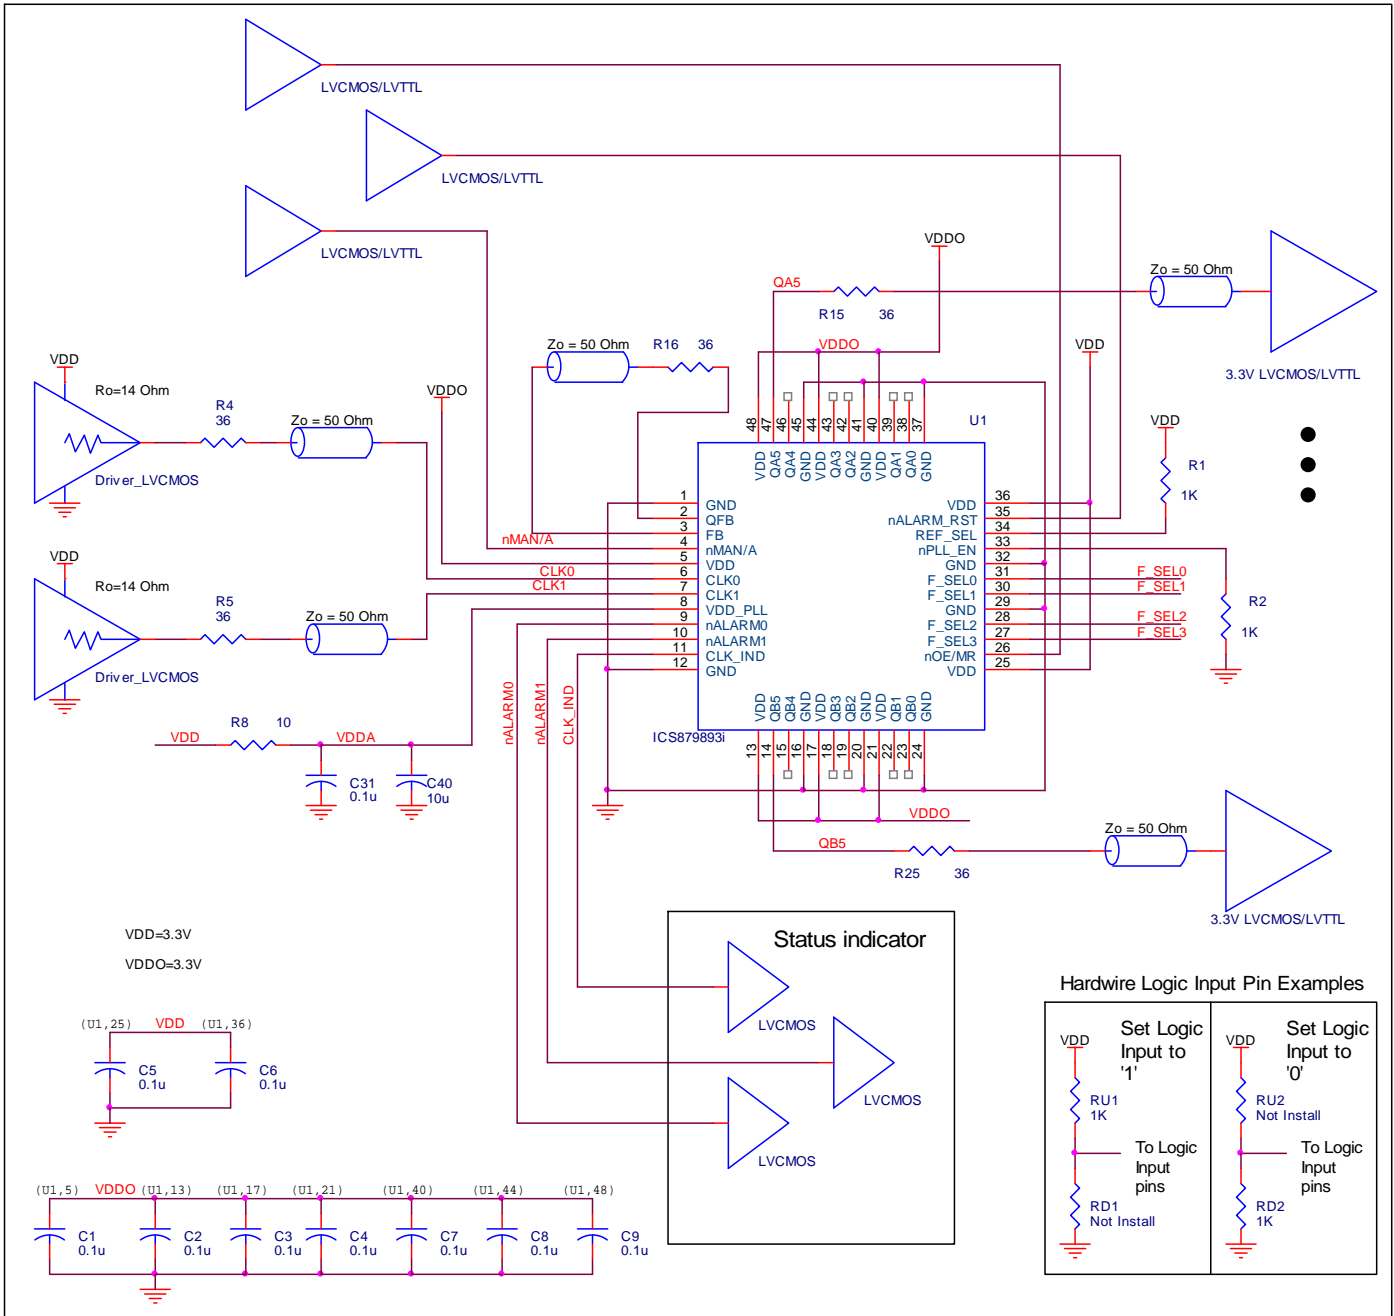 LVCMOS/LVTTL
LVCMOS/LVTTL
LVCMOS/LVTTL
VDDO
QA5
R15 36
Zo = 50 Ohm
3.3V LVCMOS/LVTTL
Zo = 50 Ohm
R16 36
VDDO
VDD
VDD
Ro=14 Ohm
R4
36
Zo = 50 Ohm
Driver_LVCMOS
VDDO
VDD
Ro=14 Ohm
R5
36
Zo = 50 Ohm
Driver_LVCMOS
nMAN/A
CLK0
CLK1
U1
48 47 46 45 44 43 42 41 40 39 38 37
VDD QA5 QA4 GND VDD QA3 QA2 GND VDD QA1 QA0 GND
1 GND
2 QFB
3 FB
4 nMAN/A
5 VDD
6 CLK0
7 CLK1
8 VDD_PLL
9 nALARM0
10 nALARM1
11 CLK_IND
12 GND
VDD 36
nALARM_RST 35
REF_SEL 34
nPLL_EN 33
GND 32
F_SEL0 31
F_SEL1 30
GND 29
F_SEL2 28
F_SEL3 27
nOE/MR 26
VDD 25
VDD QB5 QB4 GND VDD QB3 QB2 GND VDD QB1 QB0 GND
13 14 15 16 17 18 19 20 21 22 23 24
ICS879893i
VDD
R1
1K
F_SEL0
F_SEL1
F_SEL2
F_SEL3
R2
1K
VDD
R8 10
VDDA
C31
0.1u
C40
10u
nALARM0
nALARM1
CLK_IND
VDDO
QB5
R25 36
Zo = 50 Ohm
3.3V LVCMOS/LVTTL
VDD=3.3V
VDDO=3.3V
(U1,25) VDD (U1,36)
C5
0.1u
C6
0.1u
(U1,5) VDDO (U1,13) (U1,17) (U1,21) (U1,40) (U1,44) (U1,48)
C1 C2 C3 C4 C7 C8 C9
0.1u 0.1u 0.1u 0.1u 0.1u 0.1u 0.1u
Status indicator
LVCMOS
LVCMOS
LVCMOS
Hardwire Logic Input Pin Examples
VDD
Set Logic
Input to
'1'
RU1
1K
To Logic
Input
pins
RD1
Not Install
VDD
Set Logic
Input to
'0'
RU2
Not Install
To Logic
Input
pins
RD2
1K